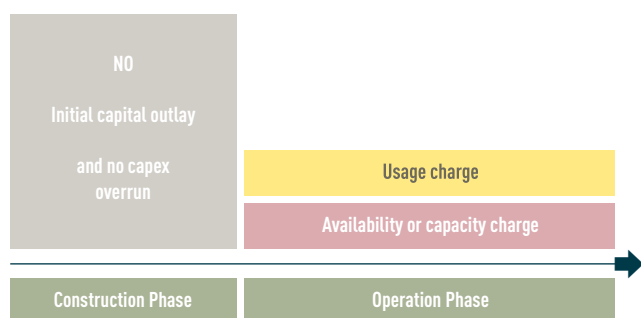 NO
Initial capital outlay
and no capex
overrun
Usage charge
Availability or capacity charge
Construction Phase
Operation Phase